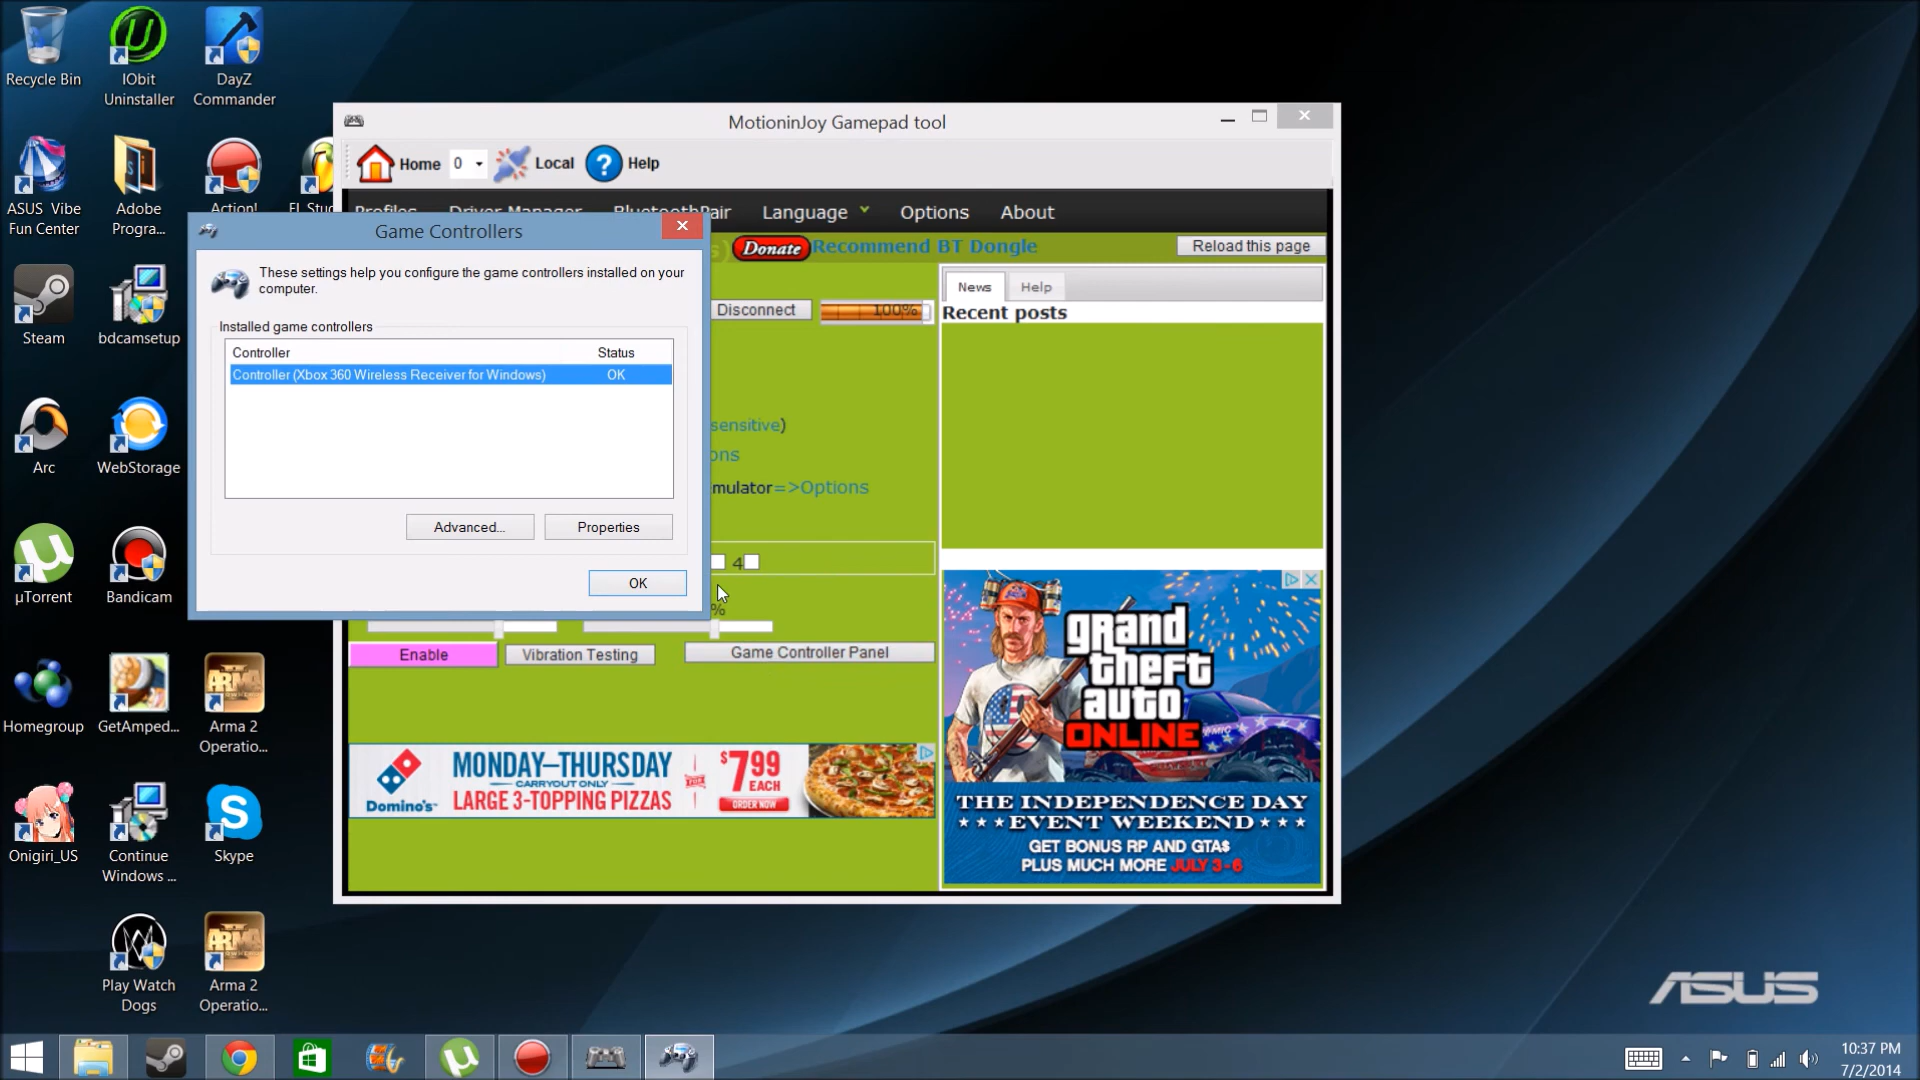 Recycle Bin
IObit
Uninstaller
DayZ
Commander
ASUS Vibe
Fun Center
Adobe
Progra...
Action!
Steam
bdcamsetup
Arc
WebStorage
µTorrent
Bandicam
Homegroup
GetAmped...
Arma 2
Operatio...
Onigiri_US
Continue
Windows ...
Skype
Play Watch
Dogs
Arma 2
Operatio...
MotioninJoy Gamepad tool
Home 0 Local ? Help
Profiles Driver Manager BluetoothPair Language Options About
Donate Recommend BT Dongle Reload this page
Game Controllers
These settings help you configure the game controllers installed on your
computer.
Installed game controllers
Controller Status
Controller (Xbox 360 Wireless Receiver for Windows) OK
Advanced... Properties
OK
Disconnect 100%
sensitive)
ons
mulator=>Options
4
%
Enable Vibration Testing Game Controller Panel
News Help
Recent posts
Domino's
MONDAY–THURSDAY
CARRYOUT ONLY
LARGE 3-TOPPING PIZZAS
$7.99
EACH
ORDER NOW
grand
theft
auto
ONLINE
THE INDEPENDENCE DAY
EVENT WEEKEND
GET BONUS RP AND GTA$
PLUS MUCH MORE JULY 3-6
ASUS
10:37 PM
7/2/2014